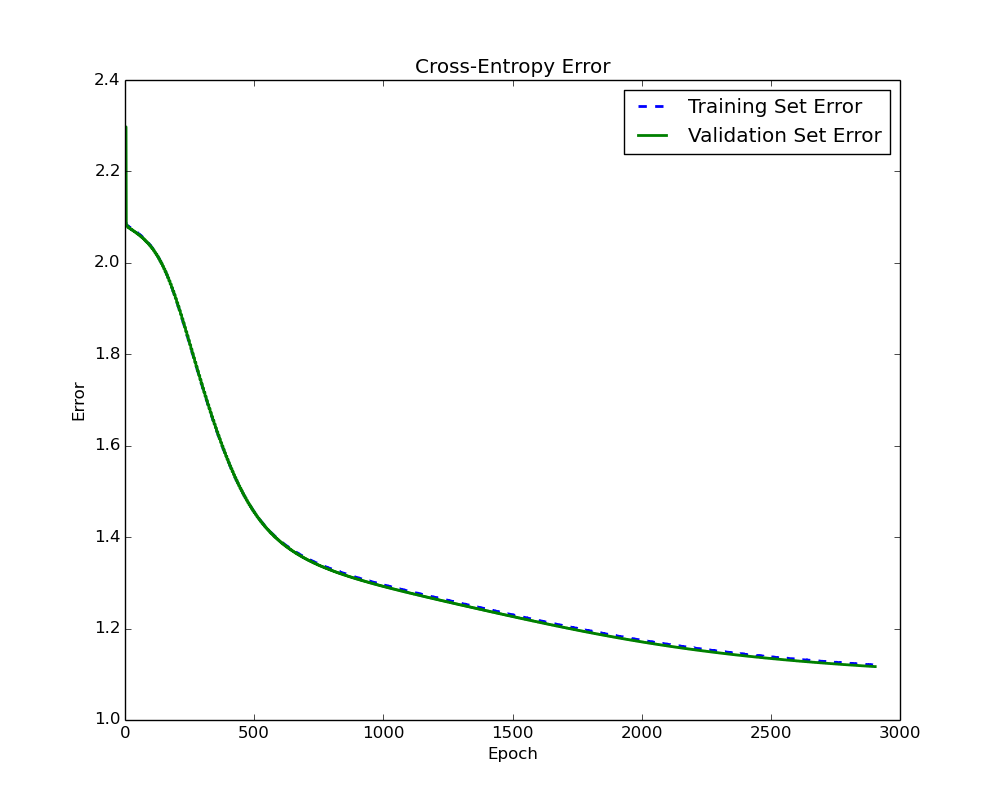 Cross-Entropy Error
Training Set Error
Validation Set Error
2.4
2.2
2.0
1.8
1.6
1.4
1.2
1.0
Error
0 500 1000 1500 2000 2500 3000
Epoch